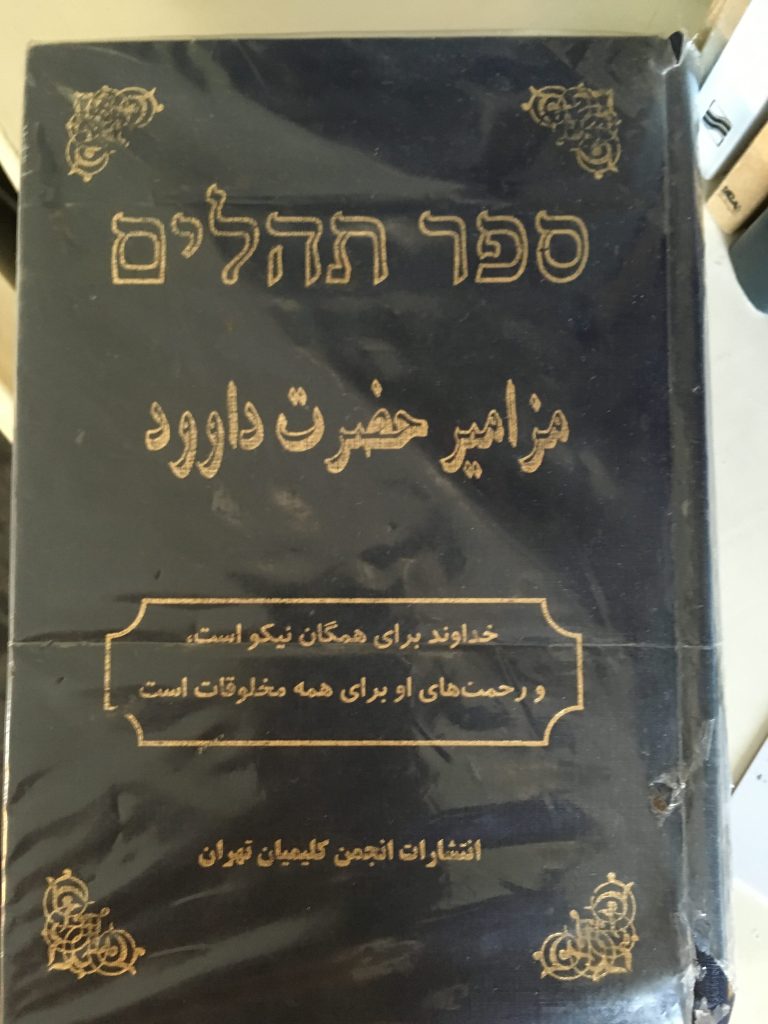 ספר תהלים
مزامیر حضرت داوود
خداوند برای همگان نیکو است،
و رحمت‌های او برای همه مخلوقات است
انتشارات انجمن کلیمیان تهران